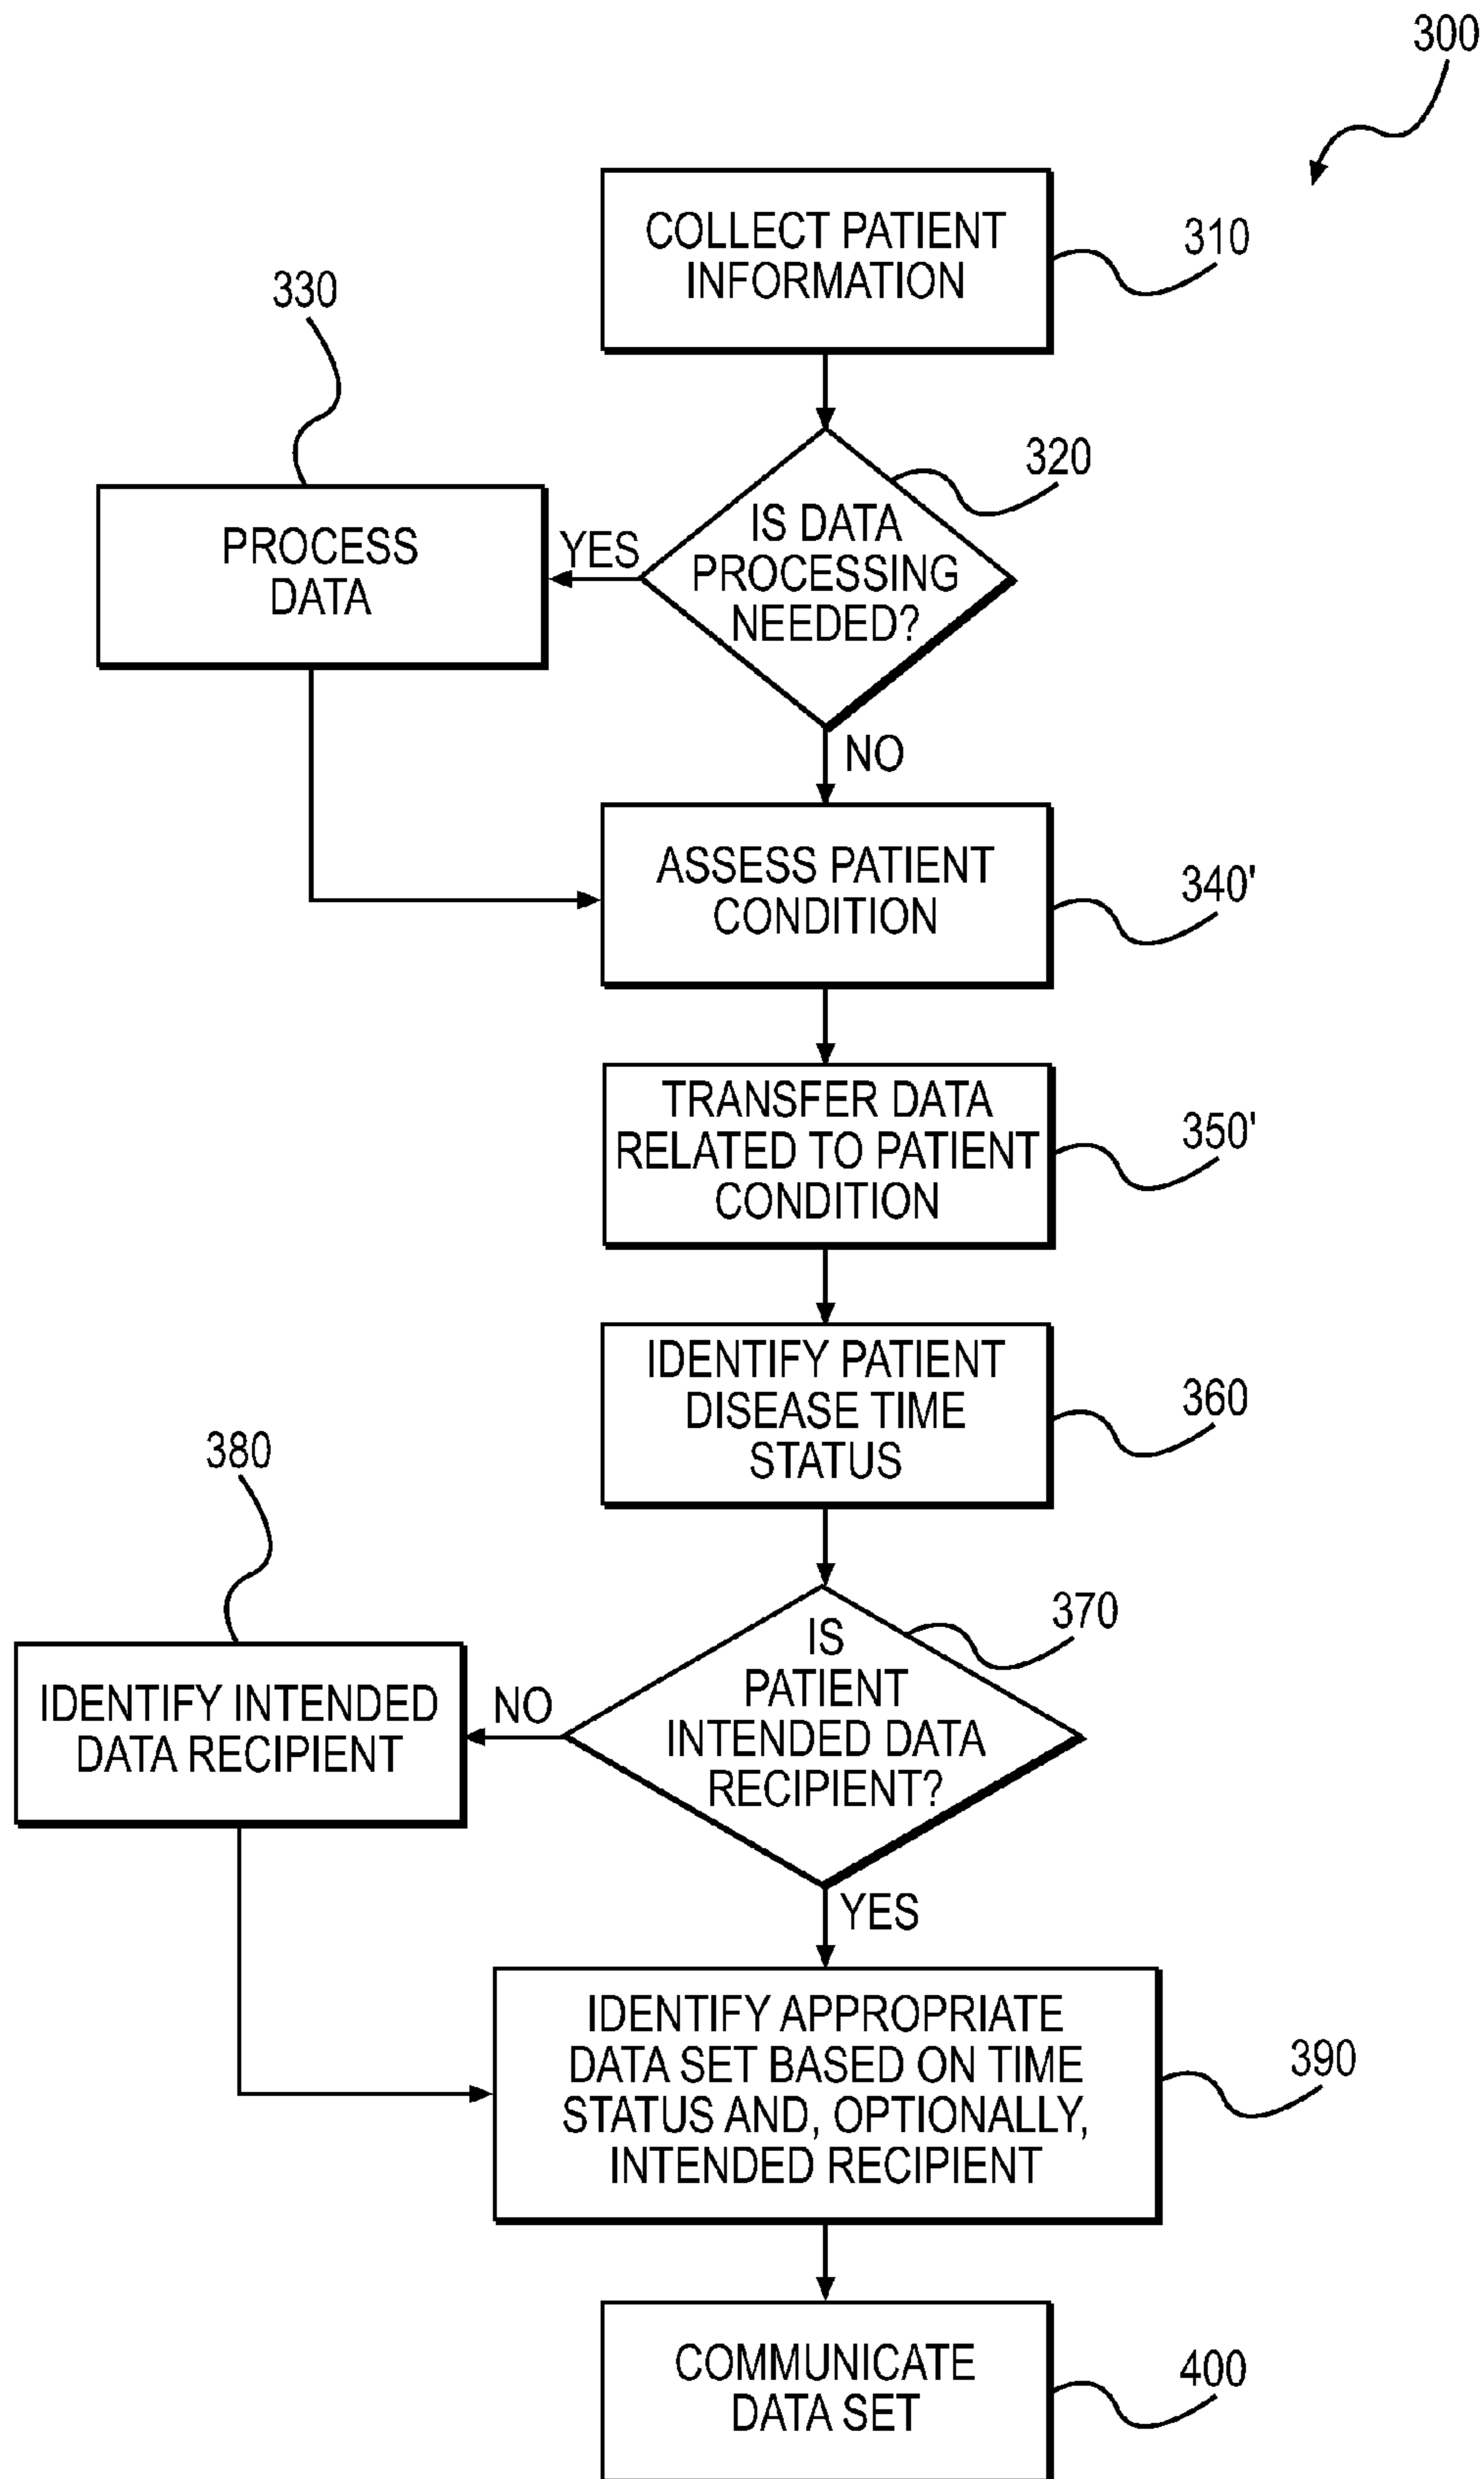 300
COLLECT PATIENT
INFORMATION
310
330
320
IS DATA
PROCESSING
NEEDED?
YES
PROCESS
DATA
NO
ASSESS PATIENT
CONDITION
340'
TRANSFER DATA
RELATED TO PATIENT
CONDITION
350'
IDENTIFY PATIENT
DISEASE TIME
STATUS
360
380
370
IS
PATIENT
INTENDED DATA
RECIPIENT?
NO
IDENTIFY INTENDED
DATA RECIPIENT
YES
IDENTIFY APPROPRIATE
DATA SET BASED ON TIME
STATUS AND, OPTIONALLY,
INTENDED RECIPIENT
390
COMMUNICATE
DATA SET
400